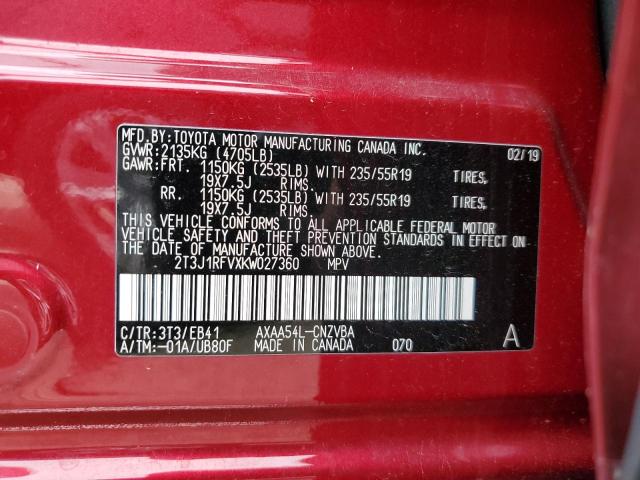 MFD.BY:TOYOTA MOTOR MANUFACTURING CANADA INC. 02/19
GVWR:2135KG (4705LB)
GAWR:FRT. 1150KG (2535LB) WITH 235/55R19 TIRES,
19X7.5J RIMS.
RR. 1150KG (2535LB) WITH 235/55R19 TIRES,
19X7.5J RIMS.
THIS VEHICLE CONFORMS TO ALL APPLICABLE FEDERAL MOTOR
VEHICLE SAFETY AND THEFT PREVENTION STANDARDS IN EFFECT ON
THE DATE OF MANUFACTURE SHOWN ABOVE.
2T3J1RFVXKW027360 MPV
C/TR:3T3/EB41 AXAA54L-CNZVBA
A/TM:-01A/UB80F MADE IN CANADA 070 A